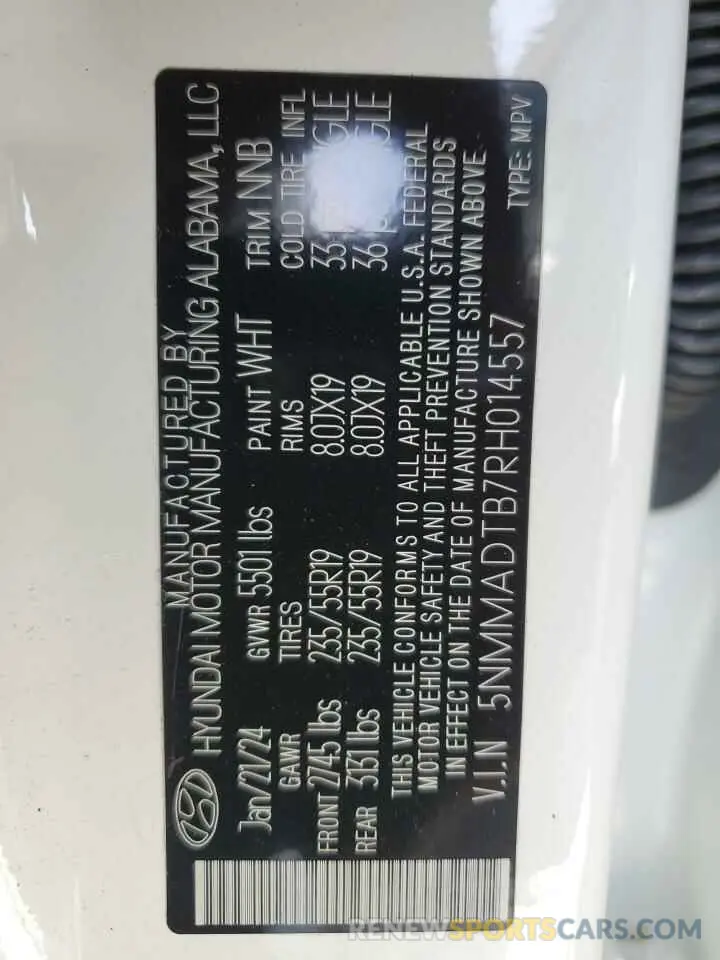 MANUFACTURED BY
HYUNDAI MOTOR MANUFACTURING ALABAMA, LLC
Jan/21/24 GVWR 5501 lbs PAINT WHT TRIM NNB
GAWR TIRES RIMS COLD TIRE INFL
FRONT 2745 lbs 235/55R19 8.0JX19 33
REAR 3131 lbs 235/55R19 8.0JX19 36
THIS VEHICLE CONFORMS TO ALL APPLICABLE U.S.A. FEDERAL
MOTOR VEHICLE SAFETY AND THEFT PREVENTION STANDARDS
IN EFFECT ON THE DATE OF MANUFACTURE SHOWN ABOVE.
V.I.N 5NMMADTB7RH014557 TYPE: MPV
RENEWSPORTSCARS.COM